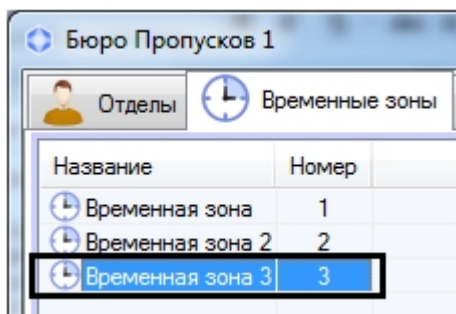 Бюро Пропусков 1
Отделы Временные зоны
Название Номер
Временная зона 1
Временная зона 2 2
Временная зона 3 3